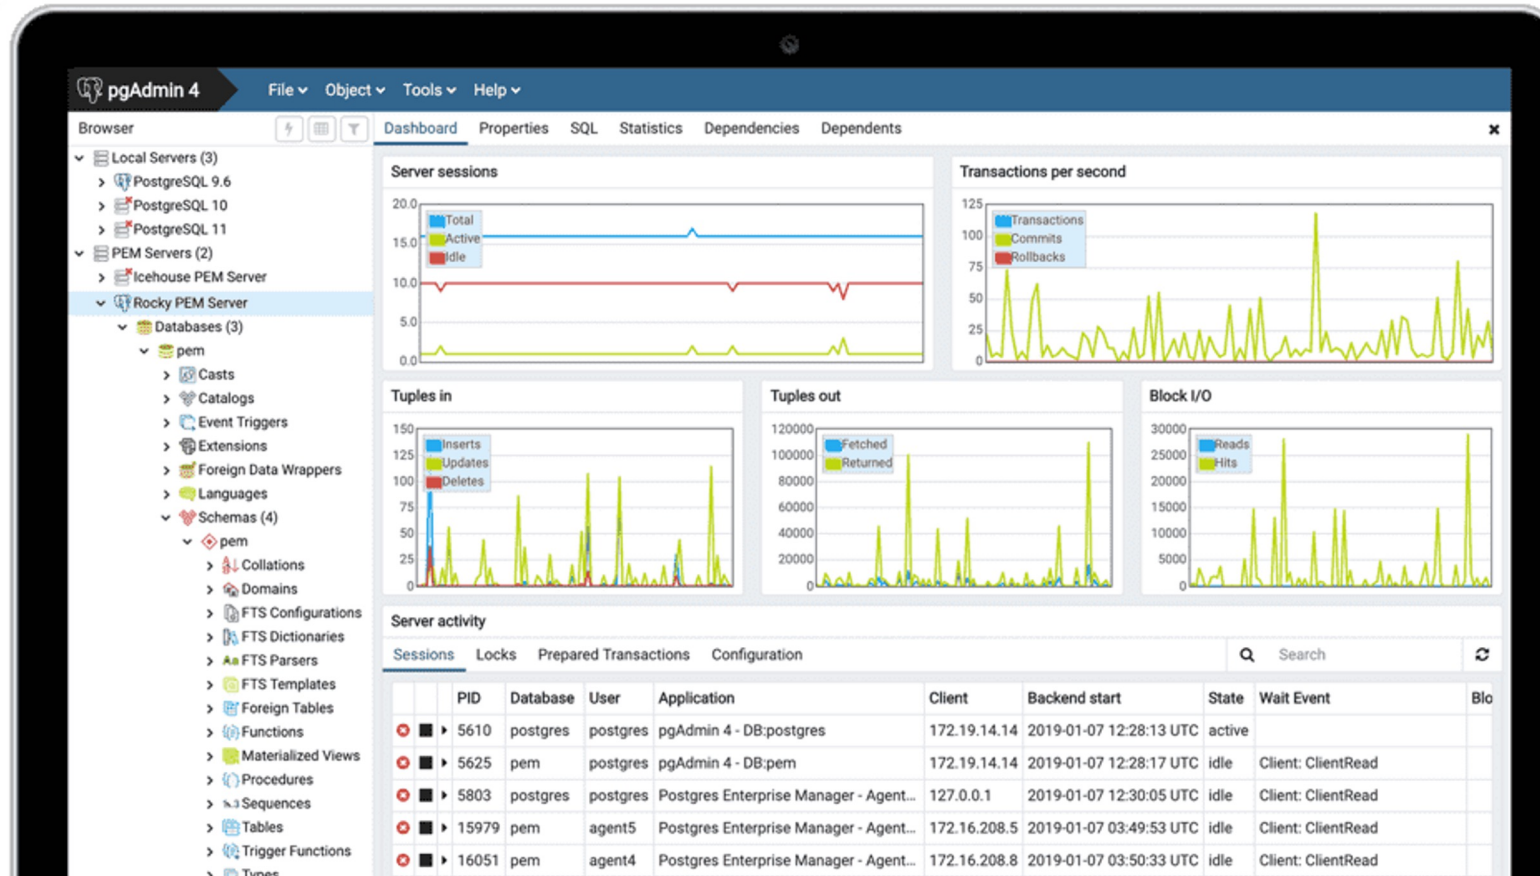 pgAdmin 4
File Object Tools Help
Browser
Dashboard Properties SQL Statistics Dependencies Dependents
Local Servers (3)
PostgreSQL 9.6
PostgreSQL 10
PostgreSQL 11
PEM Servers (2)
Icehouse PEM Server
Rocky PEM Server
Databases (3)
pem
Casts
Catalogs
Event Triggers
Extensions
Foreign Data Wrappers
Languages
Schemas (4)
pem
Collations
Domains
FTS Configurations
FTS Dictionaries
FTS Parsers
FTS Templates
Foreign Tables
Functions
Materialized Views
Procedures
Sequences
Tables
Trigger Functions
Types
Server sessions
20.0
15.0
10.0
5.0
0.0
Total
Active
Idle
Transactions per second
125
100
75
50
25
0
Transactions
Commits
Rollbacks
Tuples in
150
125
100
75
50
25
0
Inserts
Updates
Deletes
Tuples out
120000
100000
80000
60000
40000
20000
0
Fetched
Returned
Block I/O
30000
25000
20000
15000
10000
5000
0
Reads
Hits
Server activity
Sessions Locks Prepared Transactions Configuration
Search
PID Database User Application Client Backend start State Wait Event Blo
5610 postgres postgres pgAdmin 4 - DB:postgres 172.19.14.14 2019-01-07 12:28:13 UTC active
5625 pem postgres pgAdmin 4 - DB:pem 172.19.14.14 2019-01-07 12:28:17 UTC idle Client: ClientRead
5803 postgres postgres Postgres Enterprise Manager - Agent... 127.0.0.1 2019-01-07 12:30:05 UTC idle Client: ClientRead
15979 pem agent5 Postgres Enterprise Manager - Agent... 172.16.208.5 2019-01-07 03:49:53 UTC idle Client: ClientRead
16051 pem agent4 Postgres Enterprise Manager - Agent... 172.16.208.8 2019-01-07 03:50:33 UTC idle Client: ClientRead